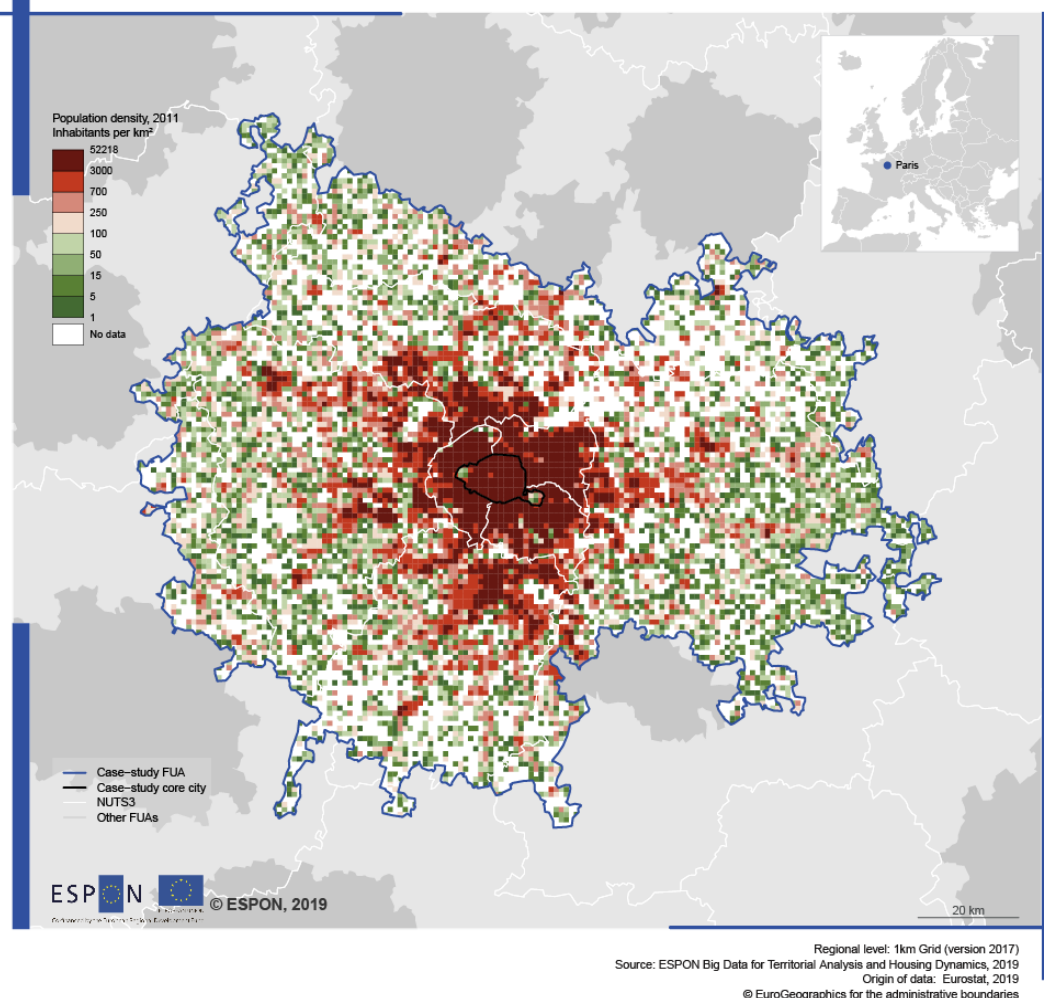 Population density, 2011
Inhabitants per km²
52218
3000
700
250
100
50
15
5
1
No data
Paris
Case–study FUA
Case–study core city
NUTS3
Other FUAs
ESPON
© ESPON, 2019
20 km
Regional level: 1km Grid (version 2017)
Source: ESPON Big Data for Territorial Analysis and Housing Dynamics, 2019
Origin of data: Eurostat, 2019
© EuroGeographics for the administrative boundaries